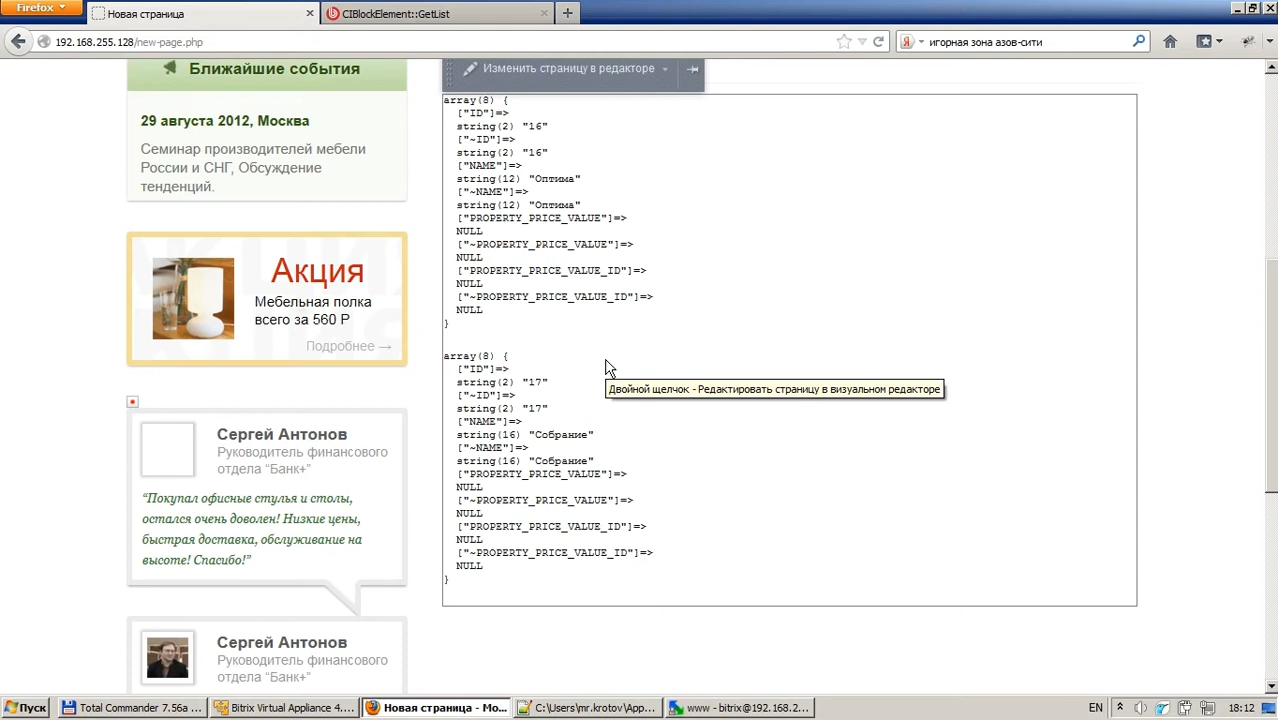 Firefox
Новая страница
CIBlockElement::GetList
192.168.255.128/new-page.php
игорная зона азов-сити
Ближайшие события
29 августа 2012, Москва
Семинар производителей мебели
России и СНГ, Обсуждение
тенденций.
Акция
Мебельная полка
всего за 560 Р
Подробнее →
Сергей Антонов
Руководитель финансового
отдела “Банк+”
“Покупал офисные стулья и столы,
остался очень доволен! Низкие цены,
быстрая доставка, обслуживание на
высоте! Спасибо!”
Сергей Антонов
Руководитель финансового
отдела “Банк+”
Изменить страницу в редакторе
array(8) {
["ID"]=>
string(2) "16"
["~ID"]=>
string(2) "16"
["NAME"]=>
string(12) "Оптима"
["~NAME"]=>
string(12) "Оптима"
["PROPERTY_PRICE_VALUE"]=>
NULL
["~PROPERTY_PRICE_VALUE"]=>
NULL
["PROPERTY_PRICE_VALUE_ID"]=>
NULL
["~PROPERTY_PRICE_VALUE_ID"]=>
NULL
}
array(8) {
["ID"]=>
string(2) "17"
["~ID"]=>
string(2) "17"
["NAME"]=>
string(16) "Собрание"
["~NAME"]=>
string(16) "Собрание"
["PROPERTY_PRICE_VALUE"]=>
NULL
["~PROPERTY_PRICE_VALUE"]=>
NULL
["PROPERTY_PRICE_VALUE_ID"]=>
NULL
["~PROPERTY_PRICE_VALUE_ID"]=>
NULL
}
Двойной щелчок - Редактировать страницу в визуальном редакторе
Пуск
Total Commander 7.56a ...
Bitrix Virtual Appliance 4....
Новая страница - Mo...
C:\Users\mr.krotov\App...
www - bitrix@192.168.2...
EN
18:12